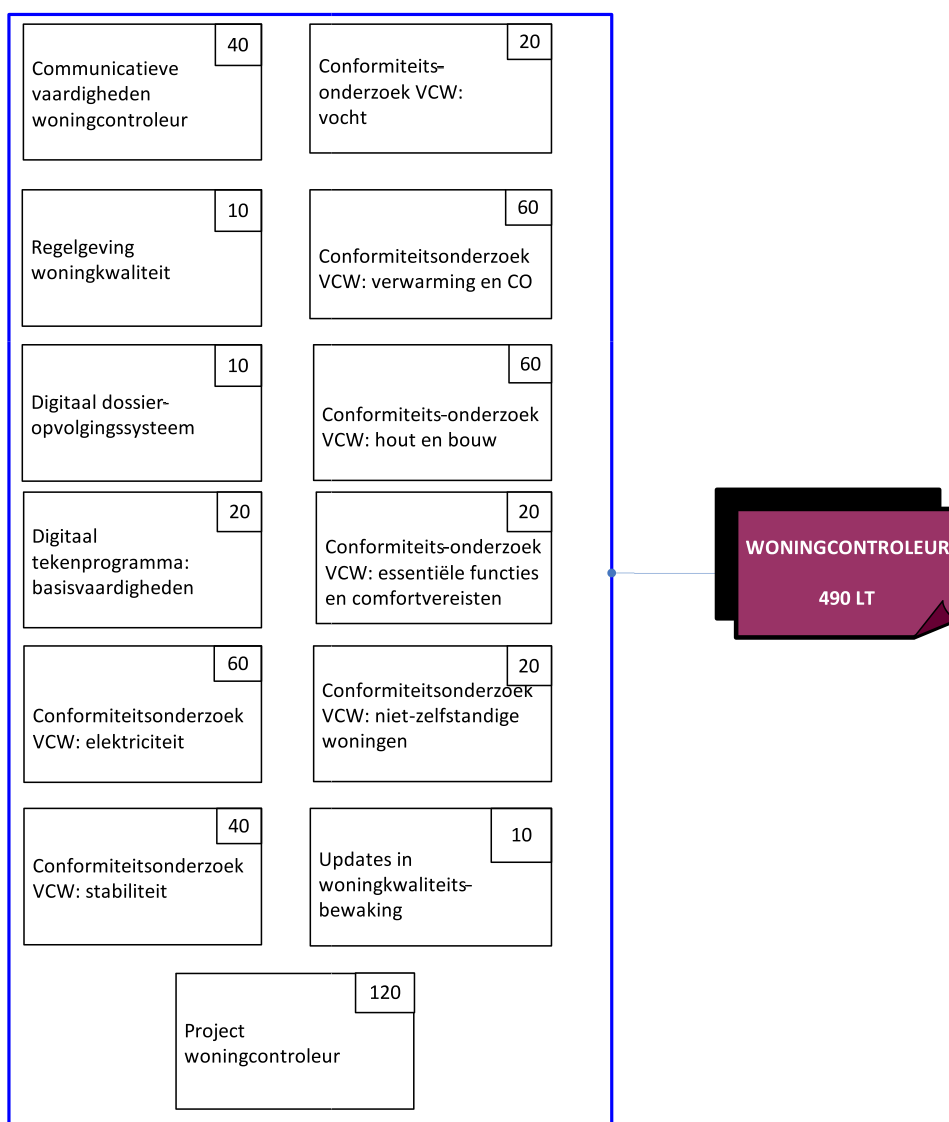 40
Communicatieve
vaardigheden
woningcontroleur
20
Conformiteits-
onderzoek VCW:
vocht
10
Regelgeving
woningkwaliteit
60
Conformiteitsonderzoek
VCW: verwarming en CO
10
Digitaal dossier-
opvolgingssysteem
60
Conformiteits-onderzoek
VCW: hout en bouw
20
Digitaal
tekenprogramma:
basisvaardigheden
20
Conformiteits-onderzoek
VCW: essentiële functies
en comfortvereisten
60
Conformiteitsonderzoek
VCW: elektriciteit
20
Conformiteitsonderzoek
VCW: niet-zelfstandige
woningen
40
Conformiteitsonderzoek
VCW: stabiliteit
10
Updates in
woningkwaliteits-
bewaking
120
Project
woningcontroleur
WONINGCONTROLEUR
490 LT